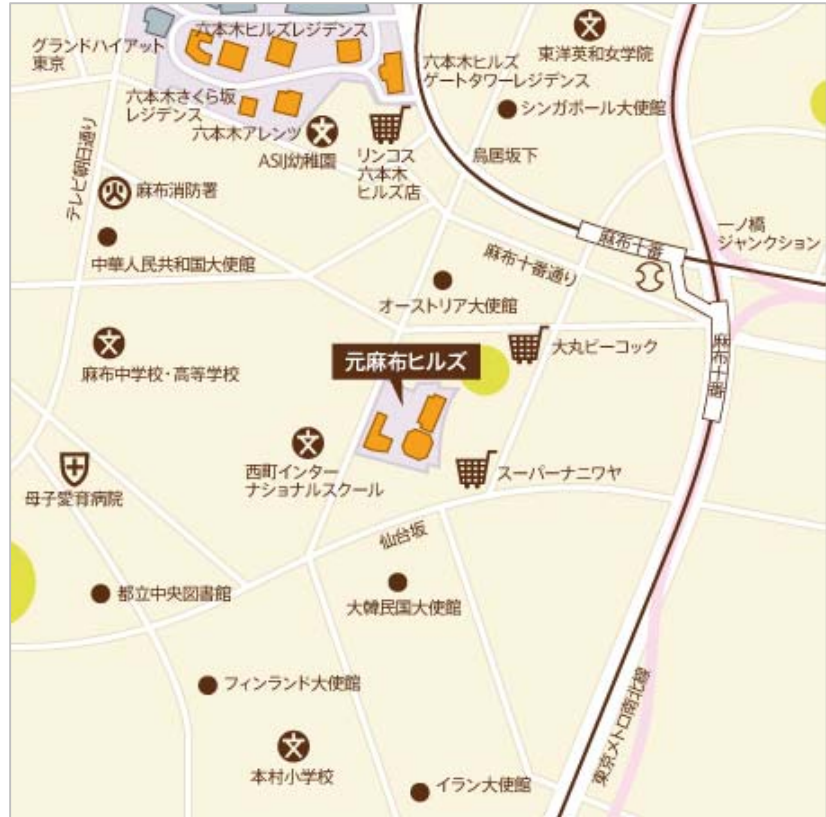 六本木ヒルズレジデンス
グランドハイアット
東京
東洋英和女学院
六本木ヒルズ
ゲートタワーレジデンス
六本木さくら坂
レジデンス
シンガポール大使館
六本木アレンツ
ASIJ幼稚園
リンコス
六本木
ヒルズ店
鳥居坂下
テレビ朝日通り
麻布消防署
一ノ橋
ジャンクション
麻布十番
中華人民共和国大使館
麻布十番通り
オーストリア大使館
大丸ピーコック
麻布十番
元麻布ヒルズ
麻布中学校・高等学校
西町インター
ナショナルスクール
スーパーナニワヤ
母子愛育病院
仙台坂
都立中央図書館
大韓民国大使館
フィンランド大使館
東京メトロ南北線
本村小学校
イラン大使館